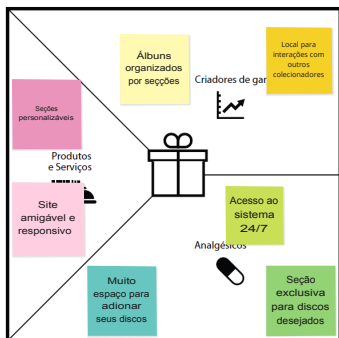 Álbuns
organizados
por secções
Local para
interações com
outros
colecionadores
Criadores de gar
Seções
personalizáveis
Produtos
e Serviços
Site
amigável e
responsivo
Acesso ao
sistema
24/7
Analgésicos
Muito
espaço para
adionar
seus discos
Seção
exclusiva
para discos
desejados